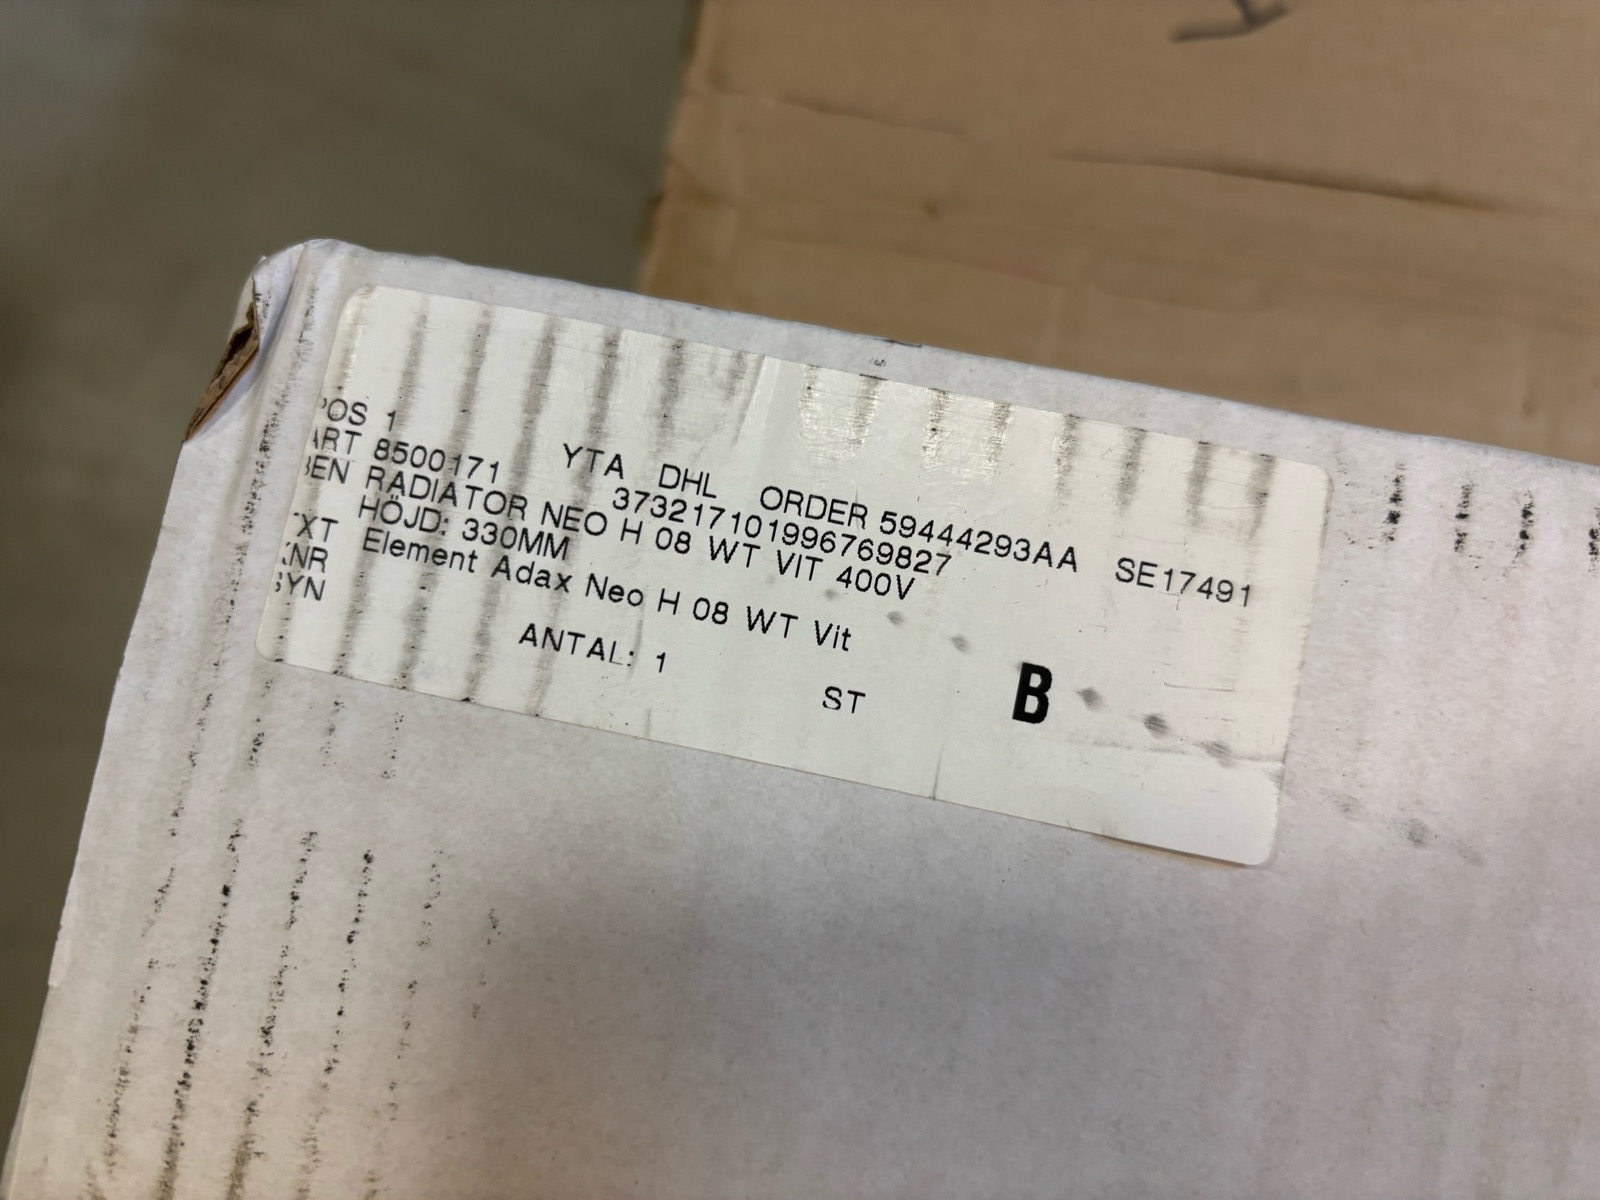 POS 1
ART 8500171 YTA DHL ORDER 59444293AA SE17491
373217101996769827
BEN RADIATOR NEO H 08 WT VIT 400V
HÖJD: 330MM
TXT Element Adax Neo H 08 WT Vit
KNR
SYN
ANTAL: 1 ST B